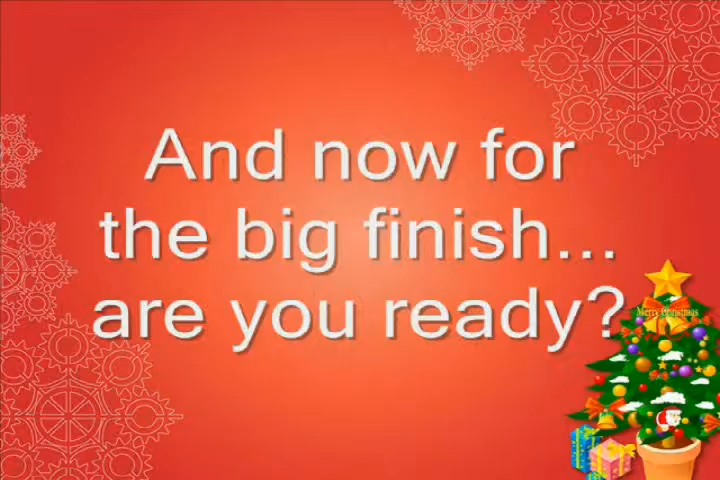 And now for
the big finish...
are you ready?
Merry Christmas